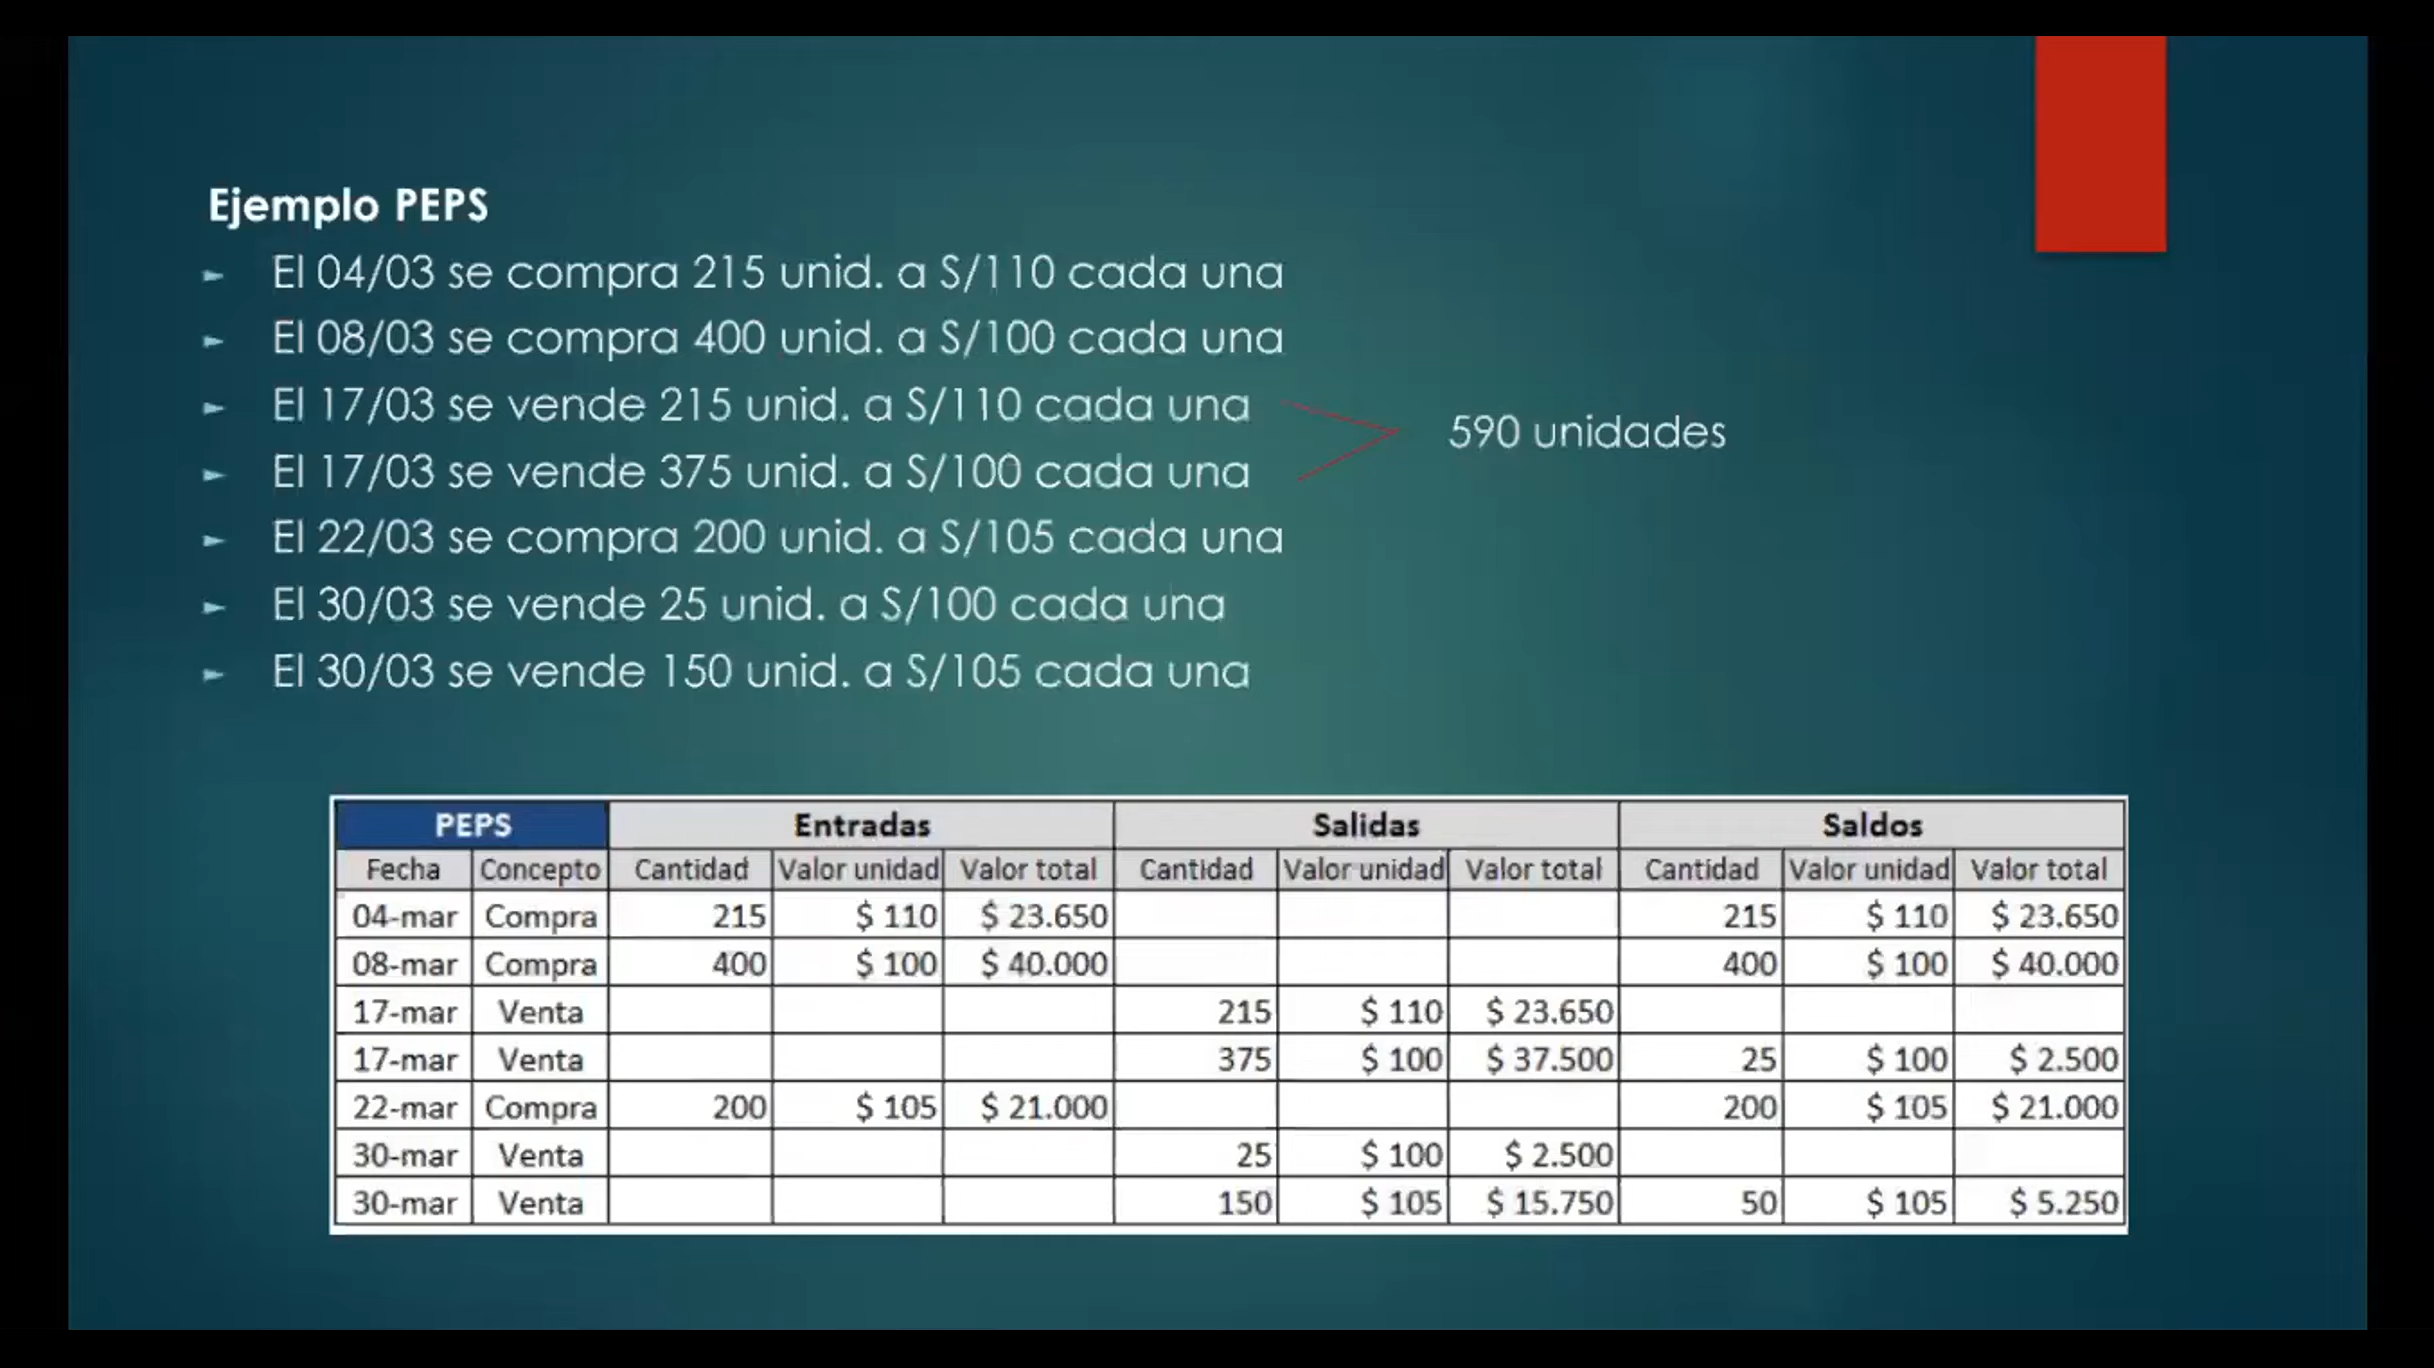 Ejemplo PEPS
► El 04/03 se compra 215 unid. a S/110 cada una
► El 08/03 se compra 400 unid. a S/100 cada una
► El 17/03 se vende 215 unid. a S/110 cada una
► El 17/03 se vende 375 unid. a S/100 cada una
590 unidades
► El 22/03 se compra 200 unid. a S/105 cada una
► El 30/03 se vende 25 unid. a S/100 cada una
► El 30/03 se vende 150 unid. a S/105 cada una
PEPS Entradas Salidas Saldos
Fecha Concepto Cantidad Valor unidad Valor total Cantidad Valor unidad Valor total Cantidad Valor unidad Valor total
04-mar Compra 215 $ 110 $ 23.650 215 $ 110 $ 23.650
08-mar Compra 400 $ 100 $ 40.000 400 $ 100 $ 40.000
17-mar Venta 215 $ 110 $ 23.650
17-mar Venta 375 $ 100 $ 37.500 25 $ 100 $ 2.500
22-mar Compra 200 $ 105 $ 21.000 200 $ 105 $ 21.000
30-mar Venta 25 $ 100 $ 2.500
30-mar Venta 150 $ 105 $ 15.750 50 $ 105 $ 5.250